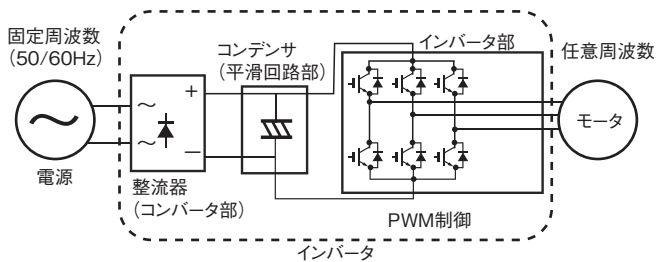 固定周波数
(50/60Hz)
電源
～
～
+
−
整流器
(コンバータ部)
コンデンサ
(平滑回路部)
インバータ部
PWM制御
任意周波数
モータ
インバータ